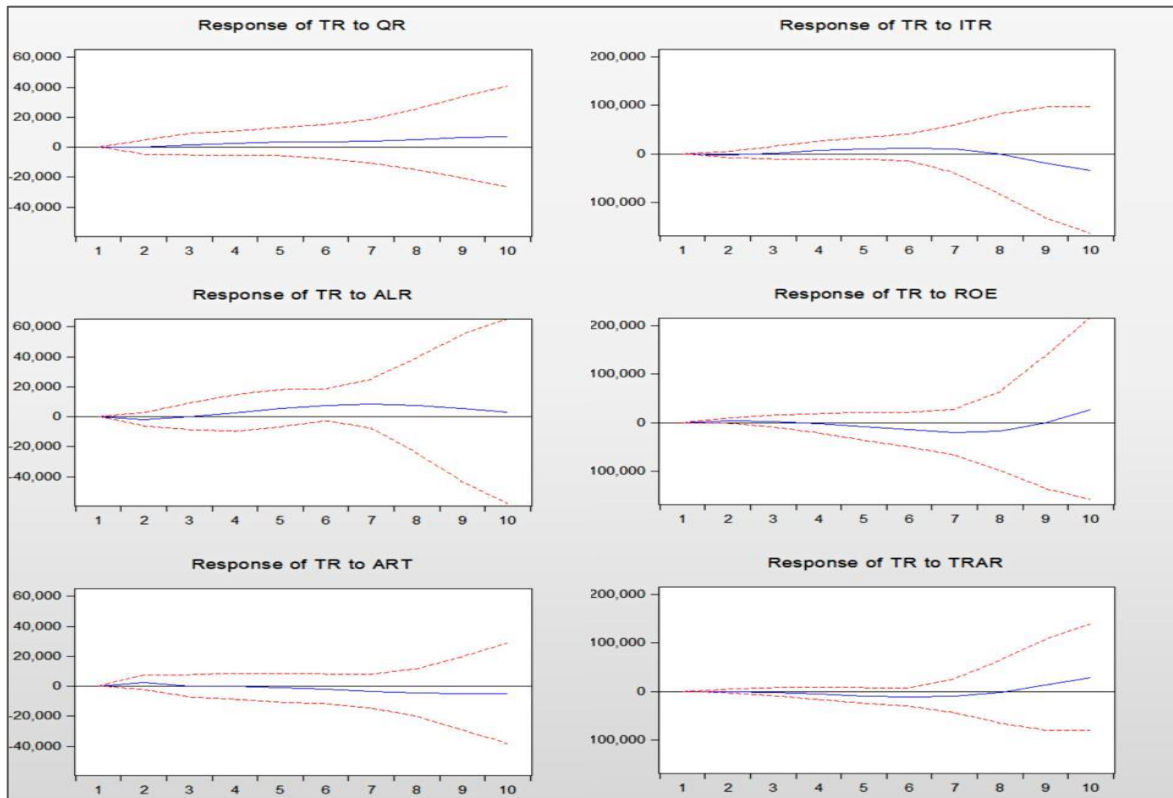 Response of TR to QR
60,000
40,000
20,000
0
-20,000
-40,000
1 2 3 4 5 6 7 8 9 10
Response of TR to ITR
200,000
100,000
0
100,000
1 2 3 4 5 6 7 8 9 10
Response of TR to ALR
60,000
40,000
20,000
0
-20,000
-40,000
1 2 3 4 5 6 7 8 9 10
Response of TR to ROE
200,000
100,000
0
100,000
1 2 3 4 5 6 7 8 9 10
Response of TR to ART
60,000
40,000
20,000
0
-20,000
-40,000
1 2 3 4 5 6 7 8 9 10
Response of TR to TRAR
200,000
100,000
0
100,000
1 2 3 4 5 6 7 8 9 10